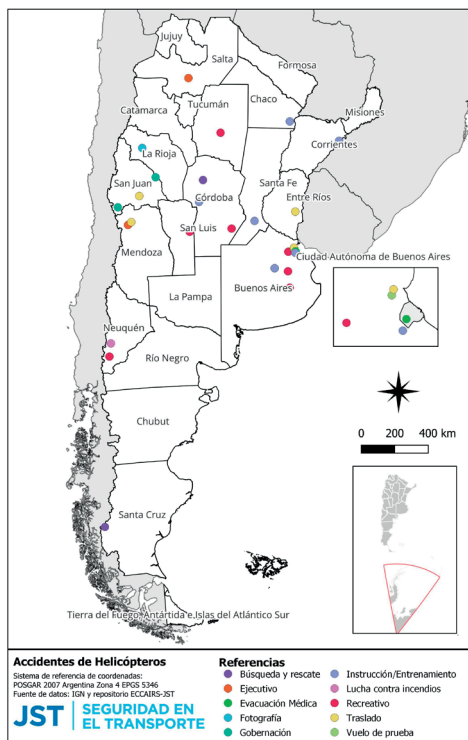 Jujuy
Salta
Formosa
Chaco
Misiones
Catamarca
Tucumán
Corrientes
La Rioja
Santa Fe
San Juan
Córdoba
Entre Ríos
San Luis
Ciudad Autónoma de Buenos Aires
Mendoza
Buenos Aires
La Pampa
Neuquén
Río Negro
Chubut
0 200 400 km
Santa Cruz
Tierra del Fuego, Antártida e Islas del Atlántico Sur
Accidentes de Helicópteros
Sistema de referencia de coordenadas:
POSGAR 2007 Argentina Zona 4 EPGS 5346
Fuente de datos: IGN y repositorio ECCAIRS-JST
JST | SEGURIDAD EN
EL TRANSPORTE
Referencias
Búsqueda y rescate
Ejecutivo
Evacuación Médica
Fotografía
Gobernación
Instrucción/Entrenamiento
Lucha contra incendios
Recreativo
Traslado
Vuelo de prueba